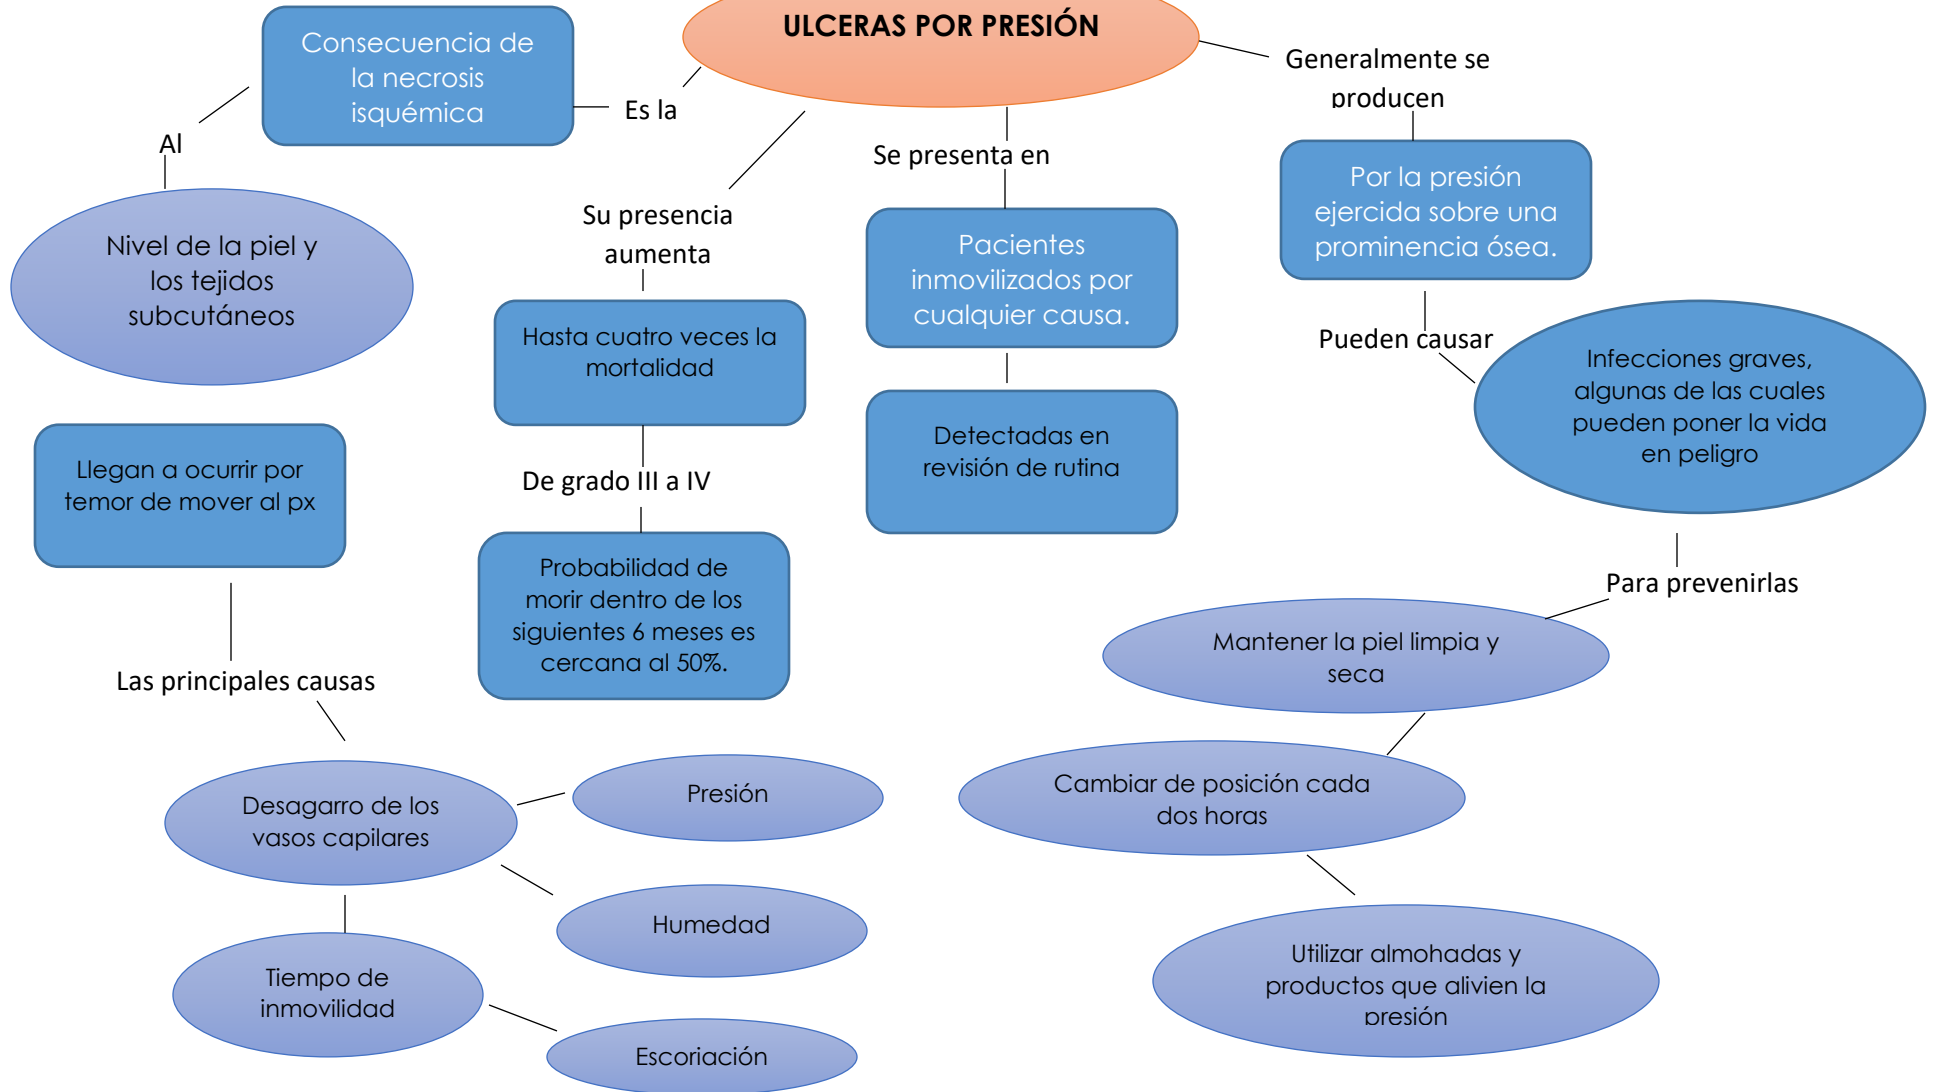 ULCERAS POR PRESIÓN
Consecuencia de
la necrosis
isquémica
Es la
Al
Nivel de la piel y
los tejidos
subcutáneos
Llegan a ocurrir por
temor de mover al px
Las principales causas
Desagarro de los
vasos capilares
Presión
Humedad
Tiempo de
inmovilidad
Escoriación
Su presencia
aumenta
Hasta cuatro veces la
mortalidad
De grado III a IV
Probabilidad de
morir dentro de los
siguientes 6 meses es
cercana al 50%.
Se presenta en
Pacientes
inmovilizados por
cualquier causa.
Detectadas en
revisión de rutina
Generalmente se
producen
Por la presión
ejercida sobre una
prominencia ósea.
Pueden causar
Infecciones graves,
algunas de las cuales
pueden poner la vida
en peligro
Para prevenirlas
Mantener la piel limpia y
seca
Cambiar de posición cada
dos horas
Utilizar almohadas y
productos que alivien la
presión